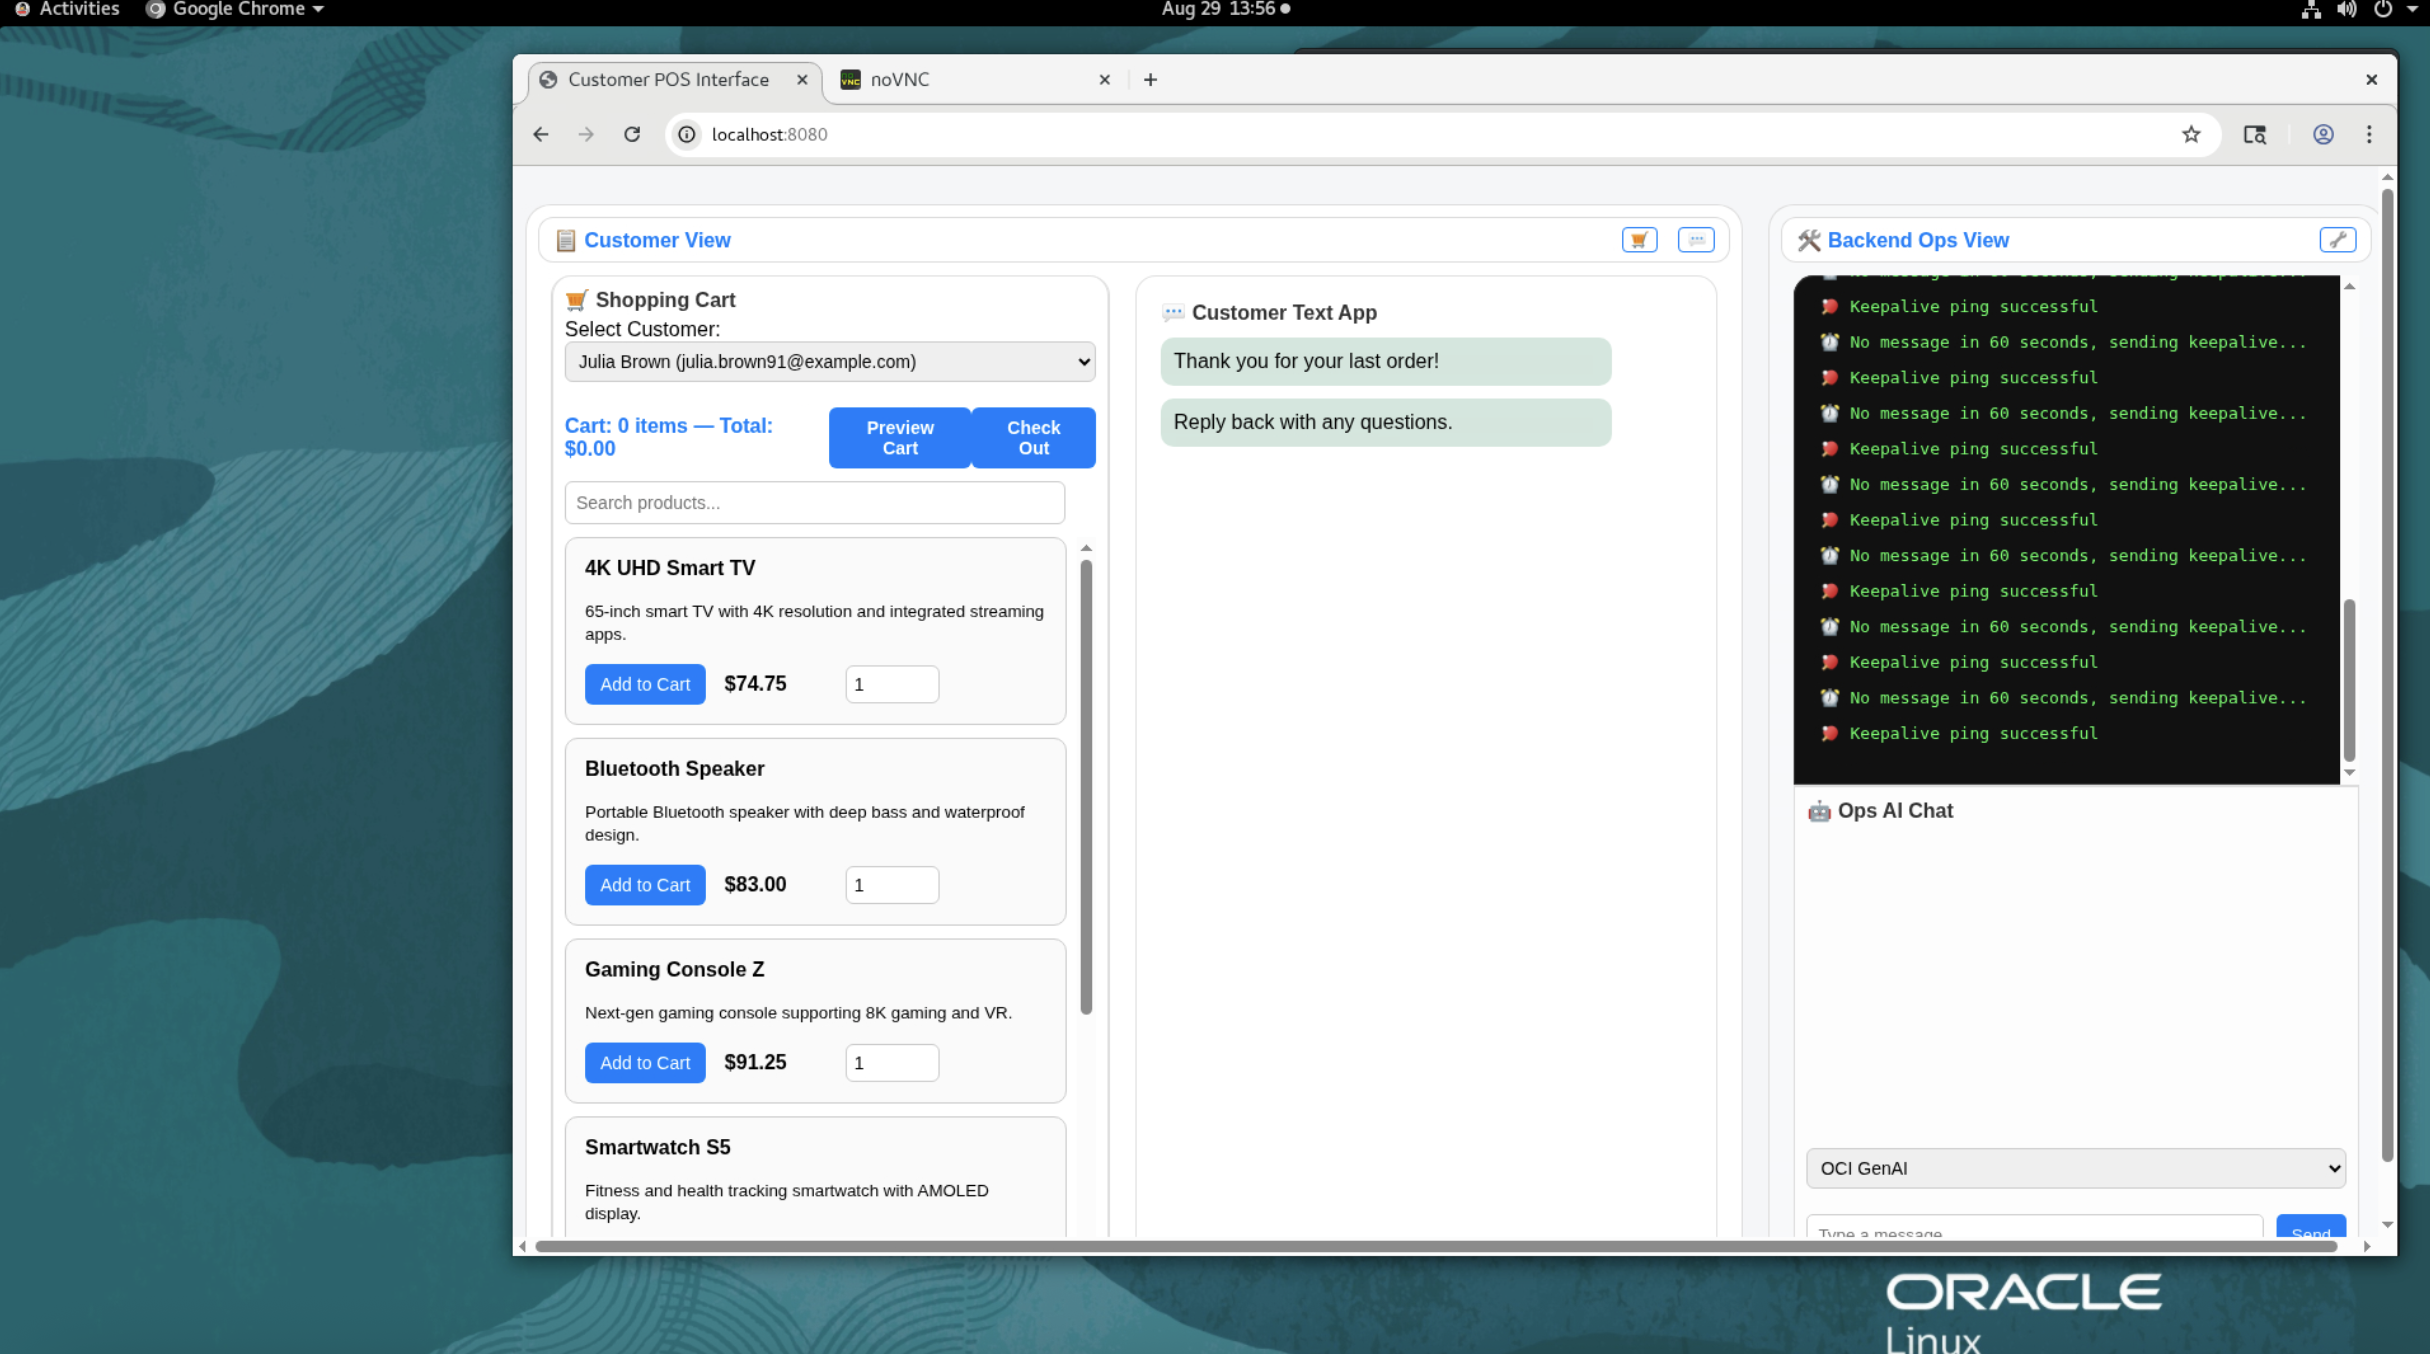 Activities
Google Chrome
Aug 29 13:56
Customer POS Interface
noVNC
localhost:8080
Customer View
Shopping Cart
Select Customer:
Julia Brown (julia.brown91@example.com)
Cart: 0 items — Total:
$0.00
Preview
Cart
Check
Out
Search products...
4K UHD Smart TV
65-inch smart TV with 4K resolution and integrated streaming
apps.
Add to Cart
$74.75
1
Bluetooth Speaker
Portable Bluetooth speaker with deep bass and waterproof
design.
Add to Cart
$83.00
1
Gaming Console Z
Next-gen gaming console supporting 8K gaming and VR.
Add to Cart
$91.25
1
Smartwatch S5
Fitness and health tracking smartwatch with AMOLED
display.
Customer Text App
Thank you for your last order!
Reply back with any questions.
Backend Ops View
No message in 60 seconds, sending keepalive...
Keepalive ping successful
No message in 60 seconds, sending keepalive...
Keepalive ping successful
No message in 60 seconds, sending keepalive...
Keepalive ping successful
No message in 60 seconds, sending keepalive...
Keepalive ping successful
No message in 60 seconds, sending keepalive...
Keepalive ping successful
No message in 60 seconds, sending keepalive...
Keepalive ping successful
No message in 60 seconds, sending keepalive...
Keepalive ping successful
Ops AI Chat
OCI GenAI
Type a message
Send
ORACLE
Linux